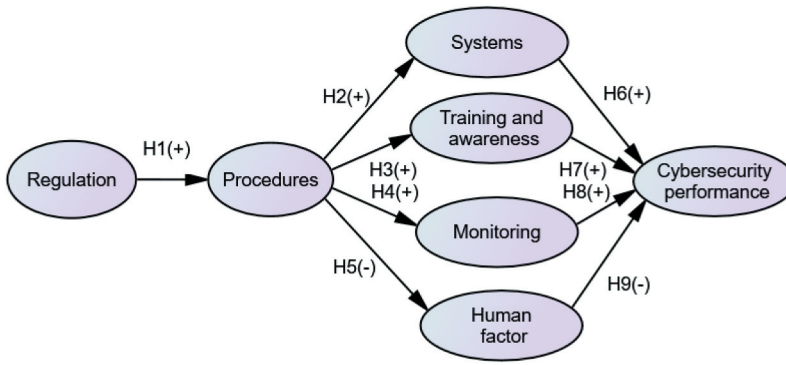 Systems
H2(+)
H6(+)
Training and
awareness
H1(+)
H3(+)
H7(+)
Regulation
Procedures
Cybersecurity
performance
H4(+)
H8(+)
Monitoring
H5(-)
H9(-)
Human
factor